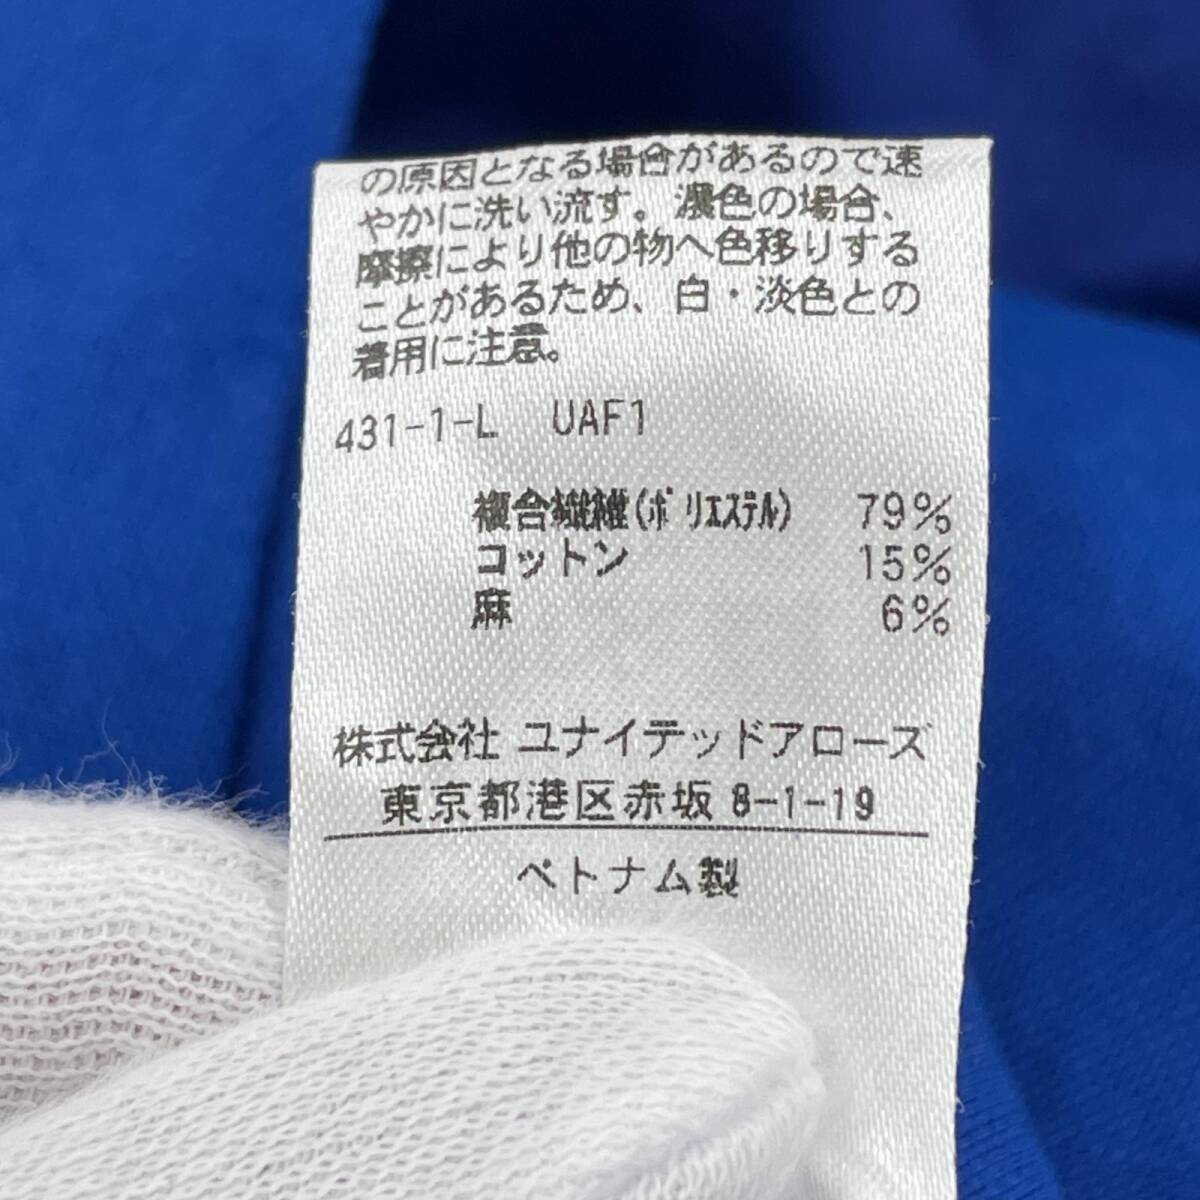 の原因となる場合があるので速
やかに洗い流す。濃色の場合、
摩擦により他の物へ色移りする
ことがあるため、白・淡色との
着用に注意。
431-1-L UAF1
複合繊維(ポリエステル) 79%
コットン 15%
麻 6%
株式会社 ユナイテッドアローズ
東京都港区赤坂 8-1-19
ベトナム製